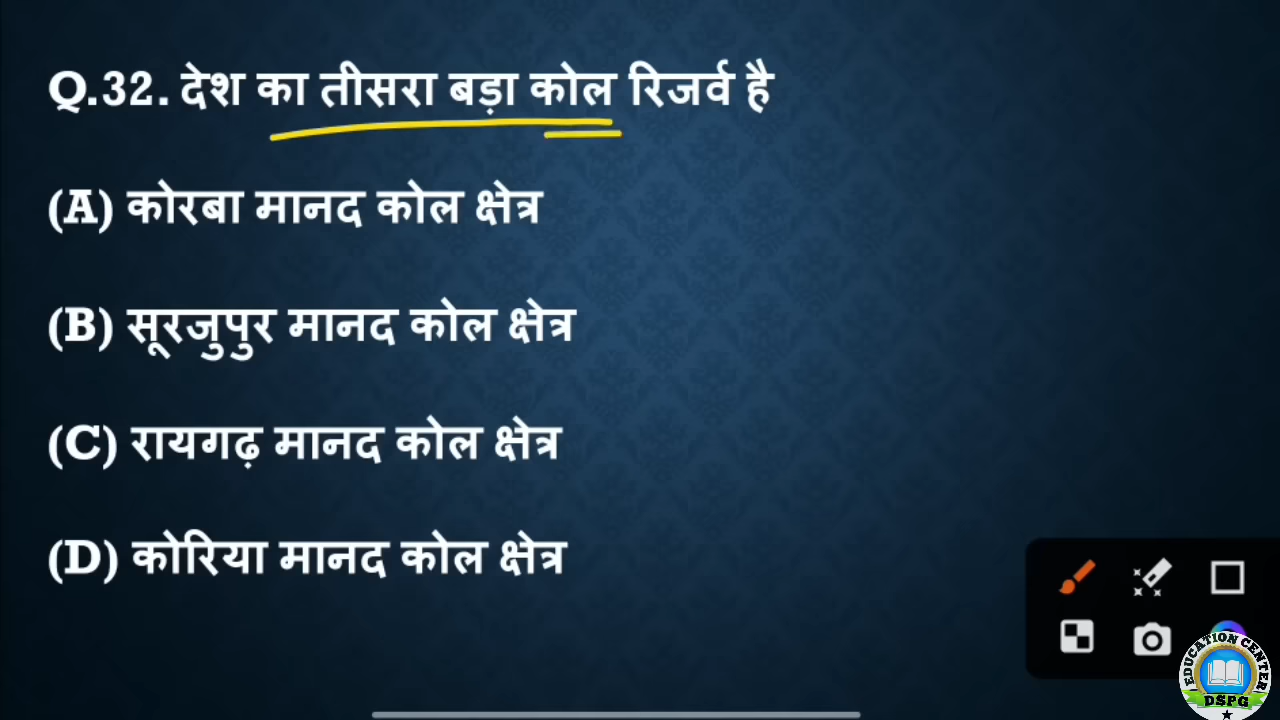 Q.32. देश का तीसरा बड़ा कोल रिजर्व है
(A) कोरबा मानद कोल क्षेत्र
(B) सूरजुपुर मानद कोल क्षेत्र
(C) रायगढ़ मानद कोल क्षेत्र
(D) कोरिया मानद कोल क्षेत्र
EDUCATION CENTER
DSPG